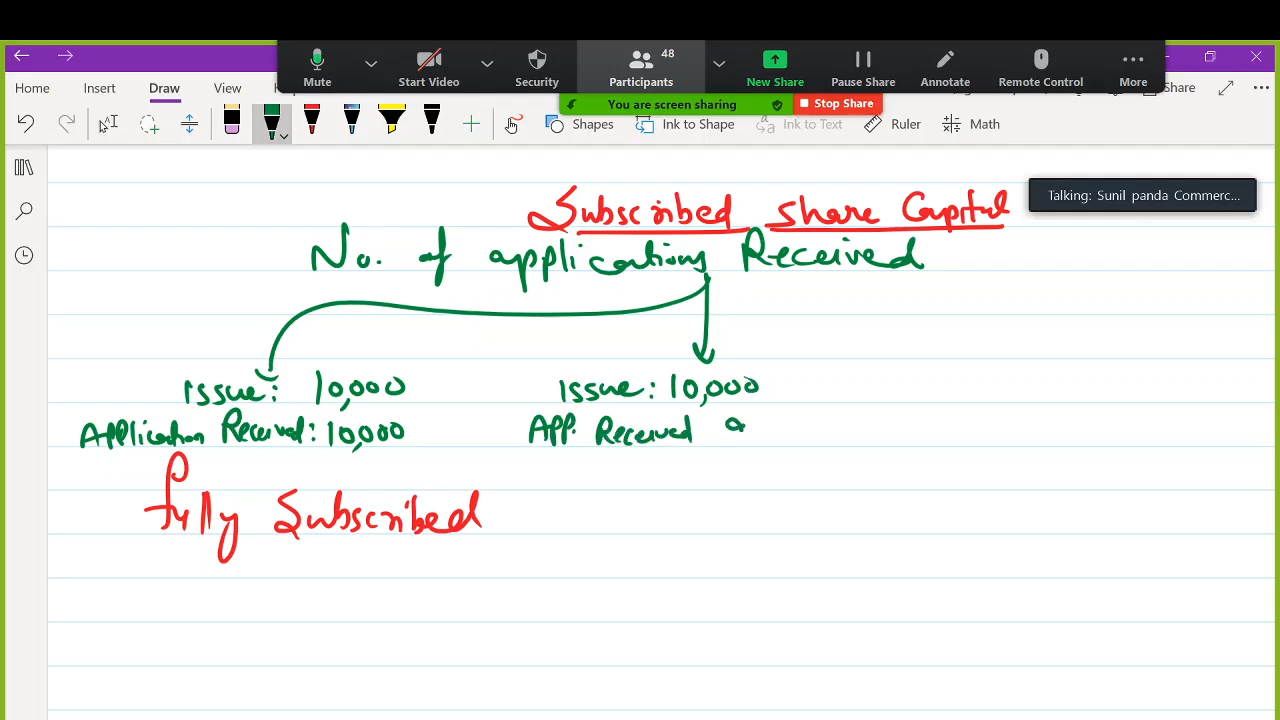 Mute
Start Video
Security
48
Participants
New Share
Pause Share
Annotate
Remote Control
More
You are screen sharing
Stop Share
Home
Insert
Draw
View
Share
Shapes
Ink to Shape
Ink to Text
Ruler
Math
Talking: Sunil panda Commerc...
Subscribed share Capital
No. of applications Received
Issue: 10,000
Application Received: 10,000
fully Subscribed
Issue: 10,000
App. Received